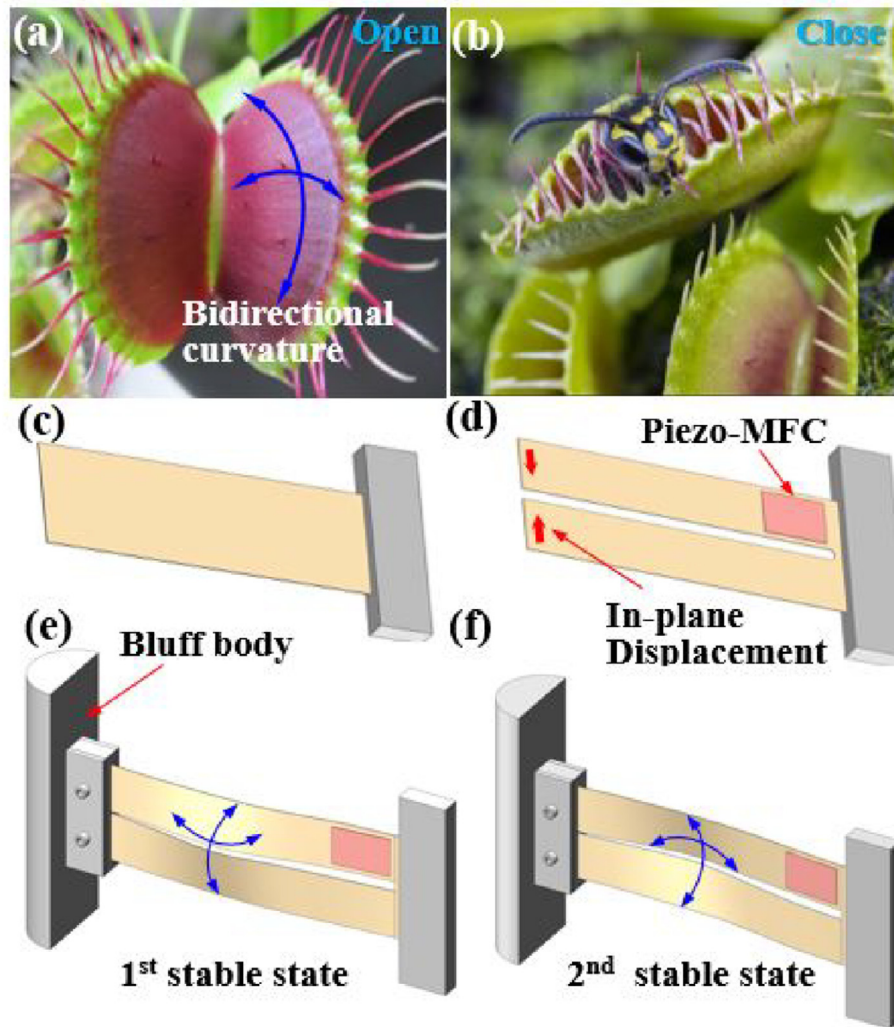 (a)
Open
(b)
Close
Bidirectional
curvature
(c)
(d)
Piezo-MFC
In-plane
Displacement
(e)
Bluff body
(f)
1st stable state
2nd stable state